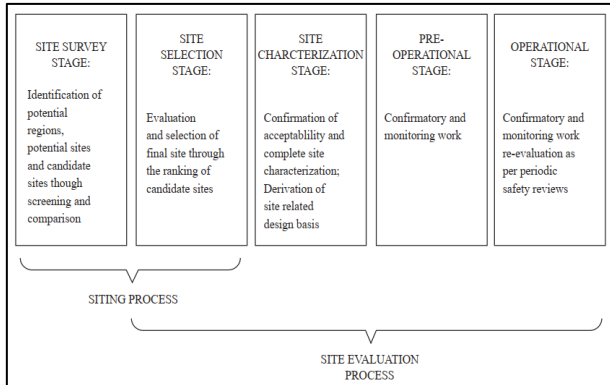 SITE SURVEY
STAGE:
Identification of
potential
regions,
potential sites
and candidate
sites though
screening and
comparison
SITE
SELECTION
STAGE:
Evaluation
and selection of
final site through
the ranking of
candidate sites
SITE
CHARCTERIZATION
STAGE:
Confirmation of
acceptablility and
complete site
characterization;
Derivation of
site related
design basis
PRE-
OPERATIONAL
STAGE:
Confirmatory and
monitoring work
OPERATIONAL
STAGE:
Confirmatory and
monitoring work
re-evaluation as
per periodic
safety reviews
SITING PROCESS
SITE EVALUATION
PROCESS